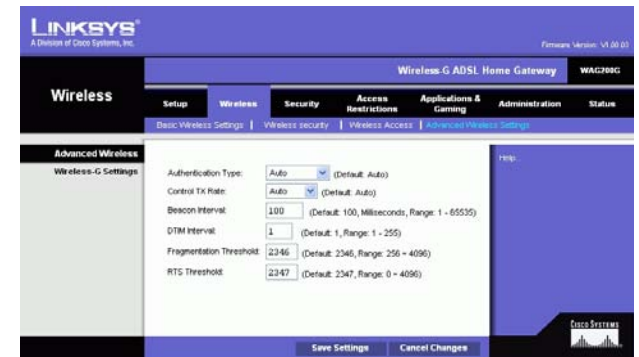 LINKSYS®
A Division of Cisco Systems, Inc.
Firmware Version: V1.00.03
Wireless-G ADSL Home Gateway WAG200G
Wireless
Setup Wireless Security Access Restrictions Applications & Gaming Administration Status
Basic Wireless Settings | Wireless security | Wireless Access | Advanced Wireless Settings
Advanced Wireless
Wireless-G Settings
Help...
Authentication Type: Auto (Default: Auto)
Control TX Rate: Auto (Default: Auto)
Beacon Interval: 100 (Default: 100, Milliseconds, Range: 1 - 65535)
DTIM Interval: 1 (Default: 1, Range: 1 - 255)
Fragmentation Threshold: 2346 (Default: 2346, Range: 256 ~ 4096)
RTS Threshold: 2347 (Default: 2347, Range: 0 ~ 4096)
Save Settings Cancel Changes
CISCO SYSTEMS